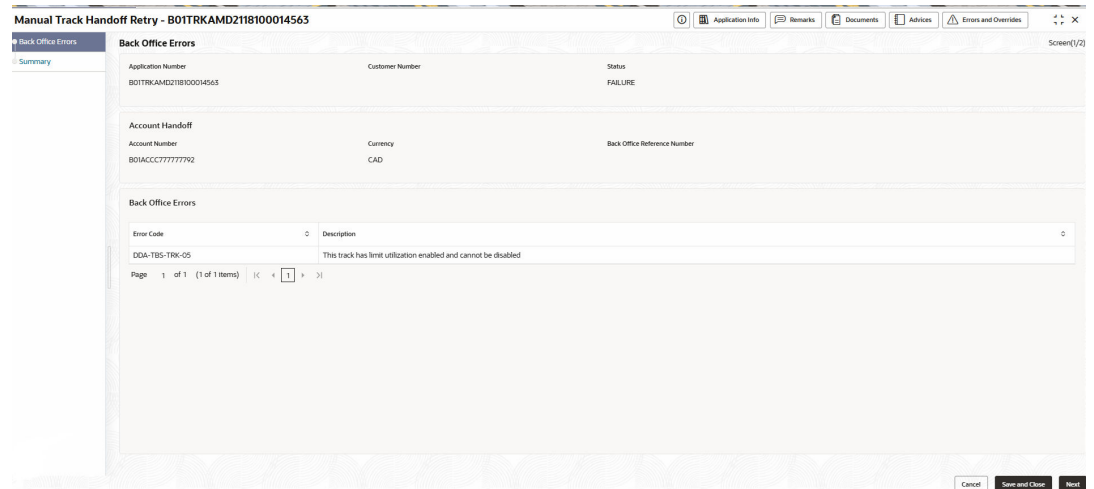 Manual Track Handoff Retry - B01TRKAMD2118100014563
Application Info Remarks Documents Advices Errors and Overrides
Back Office Errors
Summary
Back Office Errors Screen(1/2)
Application Number Customer Number Status
B01TRKAMD2118100014563 FAILURE
Account Handoff
Account Number Currency Back Office Reference Number
B01ACCC777777792 CAD
Back Office Errors
Error Code Description
DDA-TBS-TRK-05 This track has limit utilization enabled and cannot be disabled
Page 1 of 1 (1 of 1 items) 1
Cancel Save and Close Next